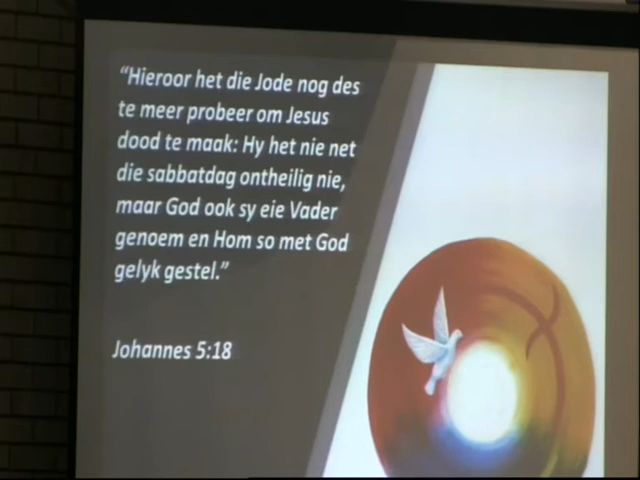 “Hieroor het die Jode nog des
te meer probeer om Jesus
dood te maak: Hy het nie net
die sabbatdag ontheilig nie,
maar God ook sy eie Vader
genoem en Hom so met God
gelyk gestel.”
Johannes 5:18